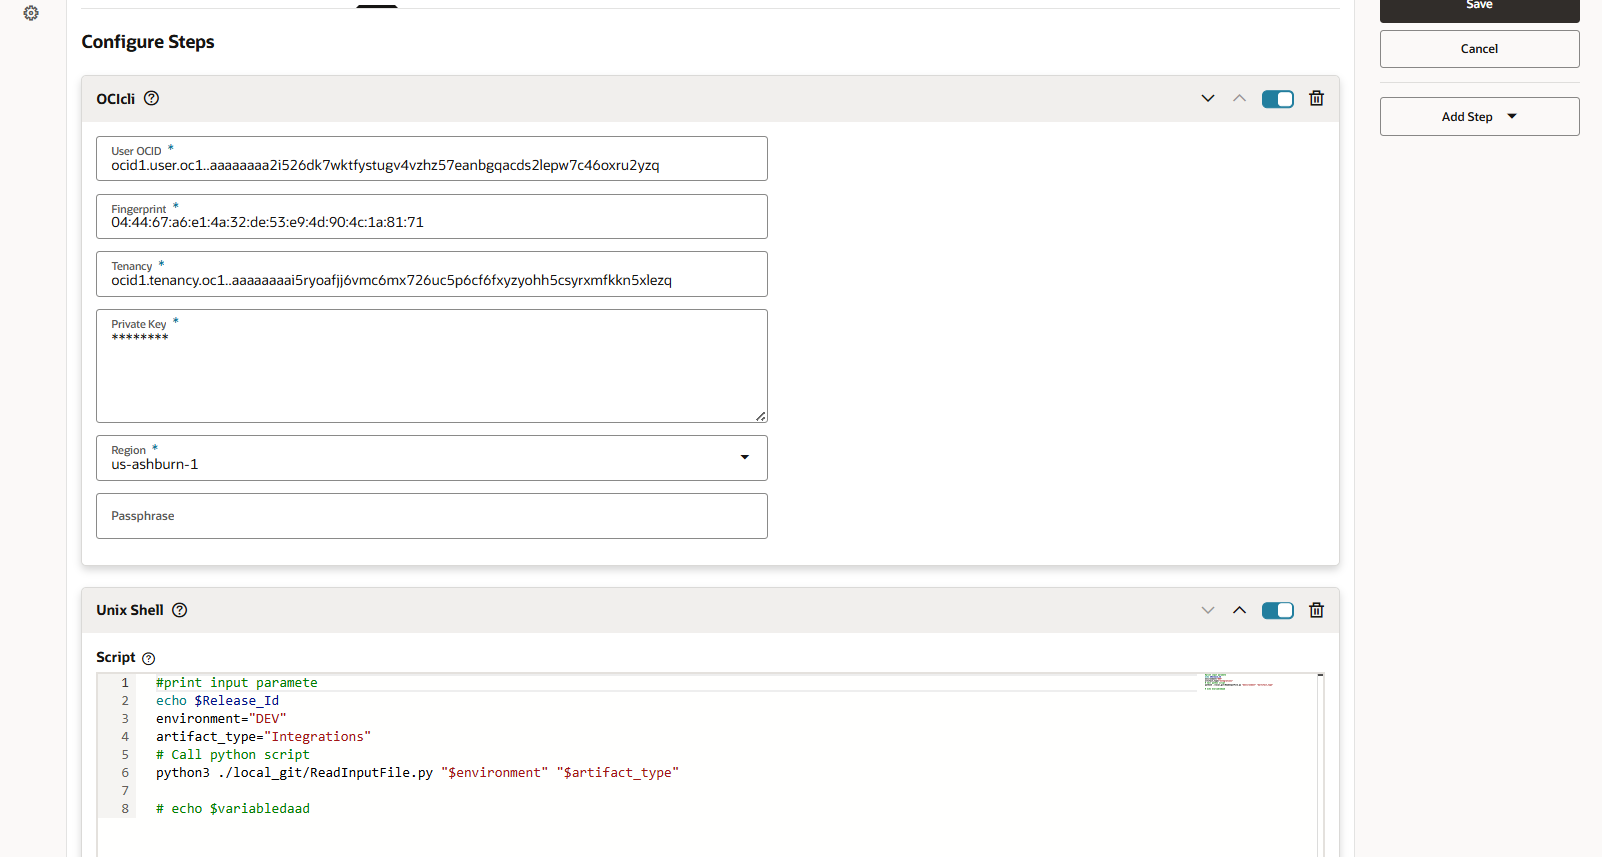 Save
Configure Steps
Cancel
OCIcli
Add Step
User OCID *
ocid1.user.oc1..aaaaaaaa2i526dk7wktfystugv4vzhz57eanbgqacds2lepw7c46oxru2yzq
Fingerprint *
04:44:67:a6:e1:4a:32:de:53:e9:4d:90:4c:1a:81:71
Tenancy *
ocid1.tenancy.oc1..aaaaaaaai5ryoafjj6vmc6mx726uc5p6cf6fxyzyohh5csyrxmfkkn5xlezq
Private Key *
********
Region *
us-ashburn-1
Passphrase
Unix Shell
Script
1 #print input paramete
2 echo $Release_Id
3 environment="DEV"
4 artifact_type="Integrations"
5 # Call python script
6 python3 ./local_git/ReadInputFile.py "$environment" "$artifact_type"
7
8 # echo $variabledaad